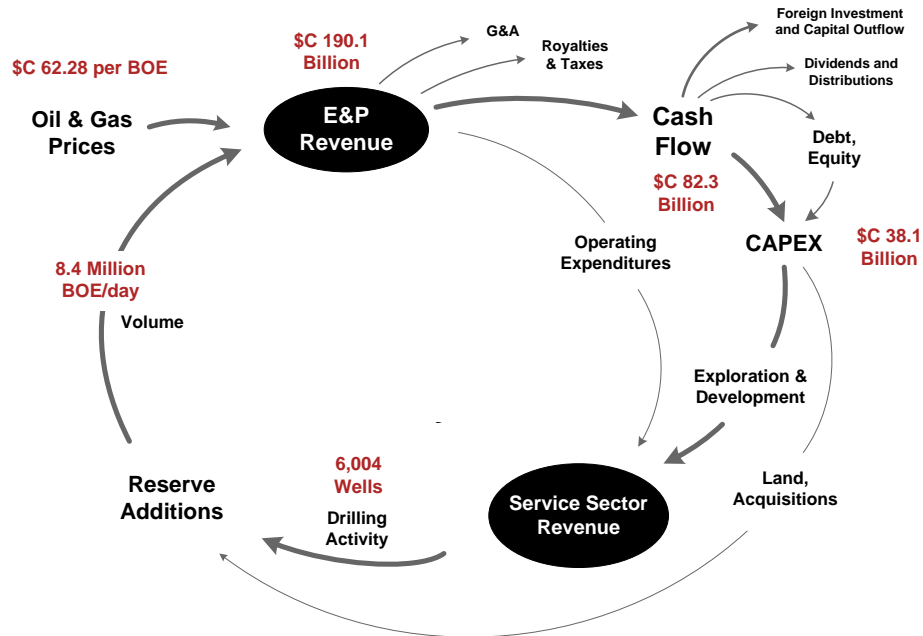 Foreign Investment
and Capital Outflow
$C 190.1
Billion
G&A
Royalties
& Taxes
$C 62.28 per BOE
Dividends and
Distributions
Oil & Gas
Prices
E&P
Revenue
Cash
Flow
Debt,
Equity
$C 82.3
Billion
CAPEX
$C 38.1
Billion
Operating
Expenditures
8.4 Million
BOE/day
Volume
Exploration &
Development
6,004
Wells
Reserve
Additions
Drilling
Activity
Service Sector
Revenue
Land,
Acquisitions